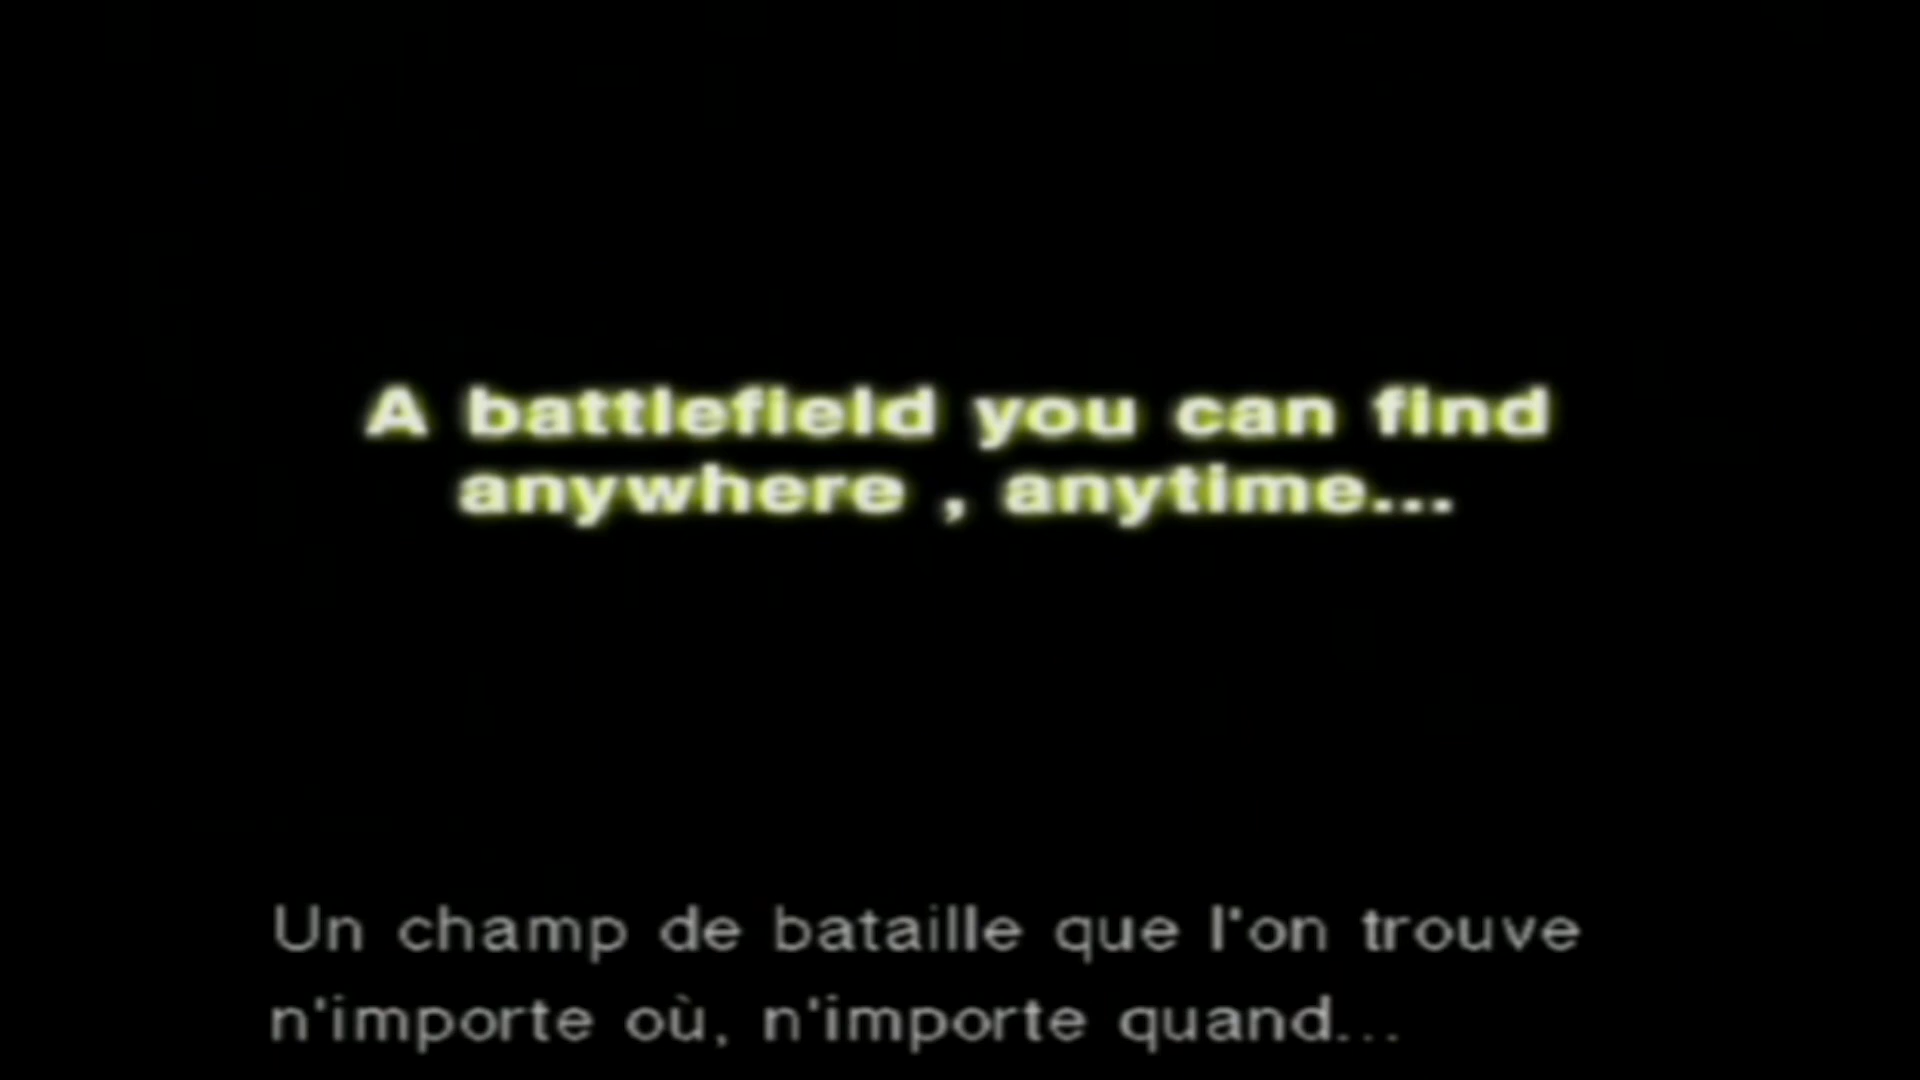 A battlefield you can find
anywhere , anytime...
Un champ de bataille que l'on trouve
n'importe où, n'importe quand...